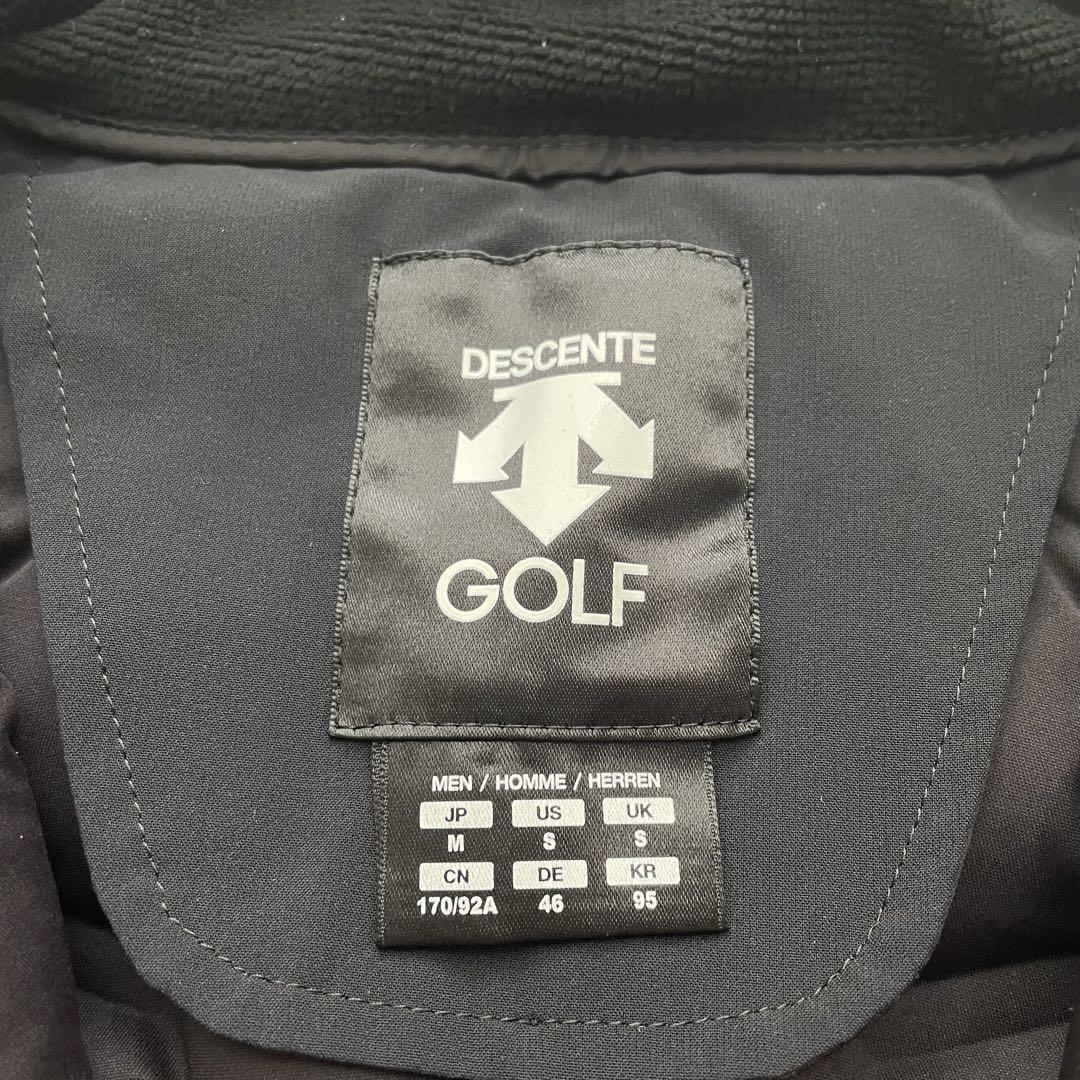 DESCENTE
GOLF
MEN / HOMME / HERREN
JP US UK
M S S
CN DE KR
170/92A 46 95